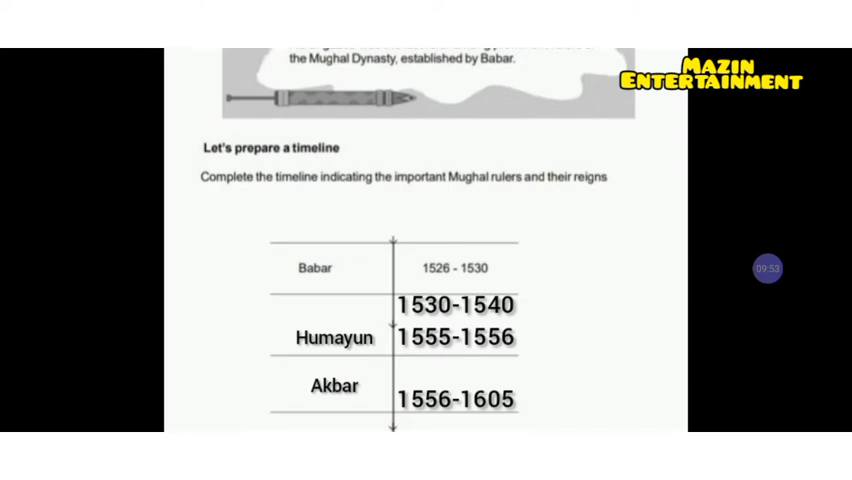 the Mughal Dynasty, established by Babar.
MAZIN
ENTERTAINMENT
Let's prepare a timeline
Complete the timeline indicating the important Mughal rulers and their reigns
09:53
Babar 1526 - 1530
1530-1540
Humayun 1555-1556
Akbar
1556-1605